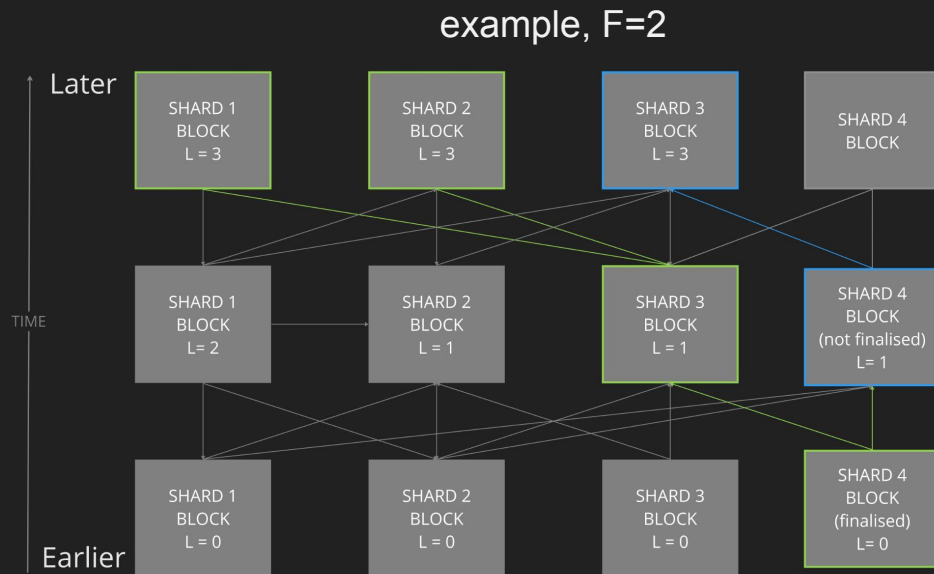 example, F=2
Later
SHARD 1
BLOCK
L = 3
SHARD 2
BLOCK
L = 3
SHARD 3
BLOCK
L = 3
SHARD 4
BLOCK
TIME
SHARD 1
BLOCK
L= 2
SHARD 2
BLOCK
L = 1
SHARD 3
BLOCK
L = 1
SHARD 4
BLOCK
(not finalised)
L= 1
SHARD 1
BLOCK
L = 0
SHARD 2
BLOCK
L = 0
SHARD 3
BLOCK
L = 0
SHARD 4
BLOCK
(finalised)
L= 0
Earlier